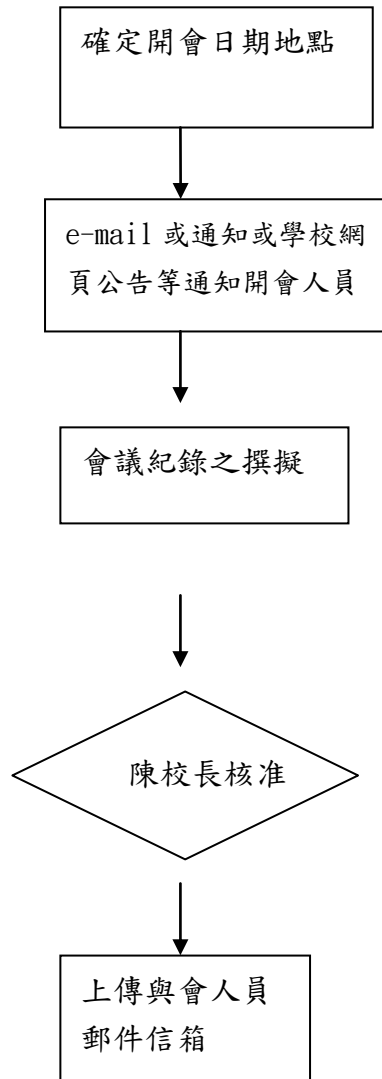 確定開會日期地點
e-mail 或通知或學校網
頁公告等通知開會人員
會議紀錄之撰擬
陳校長核准
上傳與會人員
郵件信箱